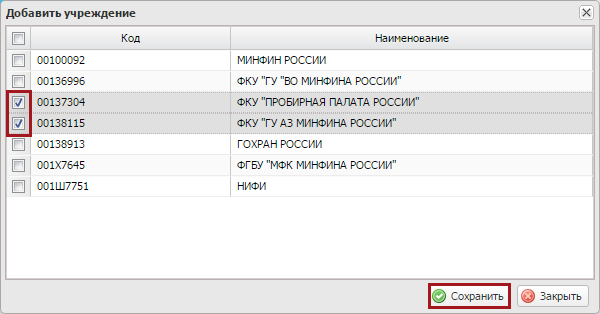 Добавить учреждение
Код Наименование
00100092 МИНФИН РОССИИ
00136996 ФКУ "ГУ "ВО МИНФИНА РОССИИ"
00137304 ФКУ "ПРОБИРНАЯ ПАЛАТА РОССИИ"
00138115 ФКУ "ГУ АЗ МИНФИНА РОССИИ"
00138913 ГОХРАН РОССИИ
001Х7645 ФГБУ "МФК МИНФИНА РОССИИ"
001Ш7751 НИФИ
Сохранить Закрыть